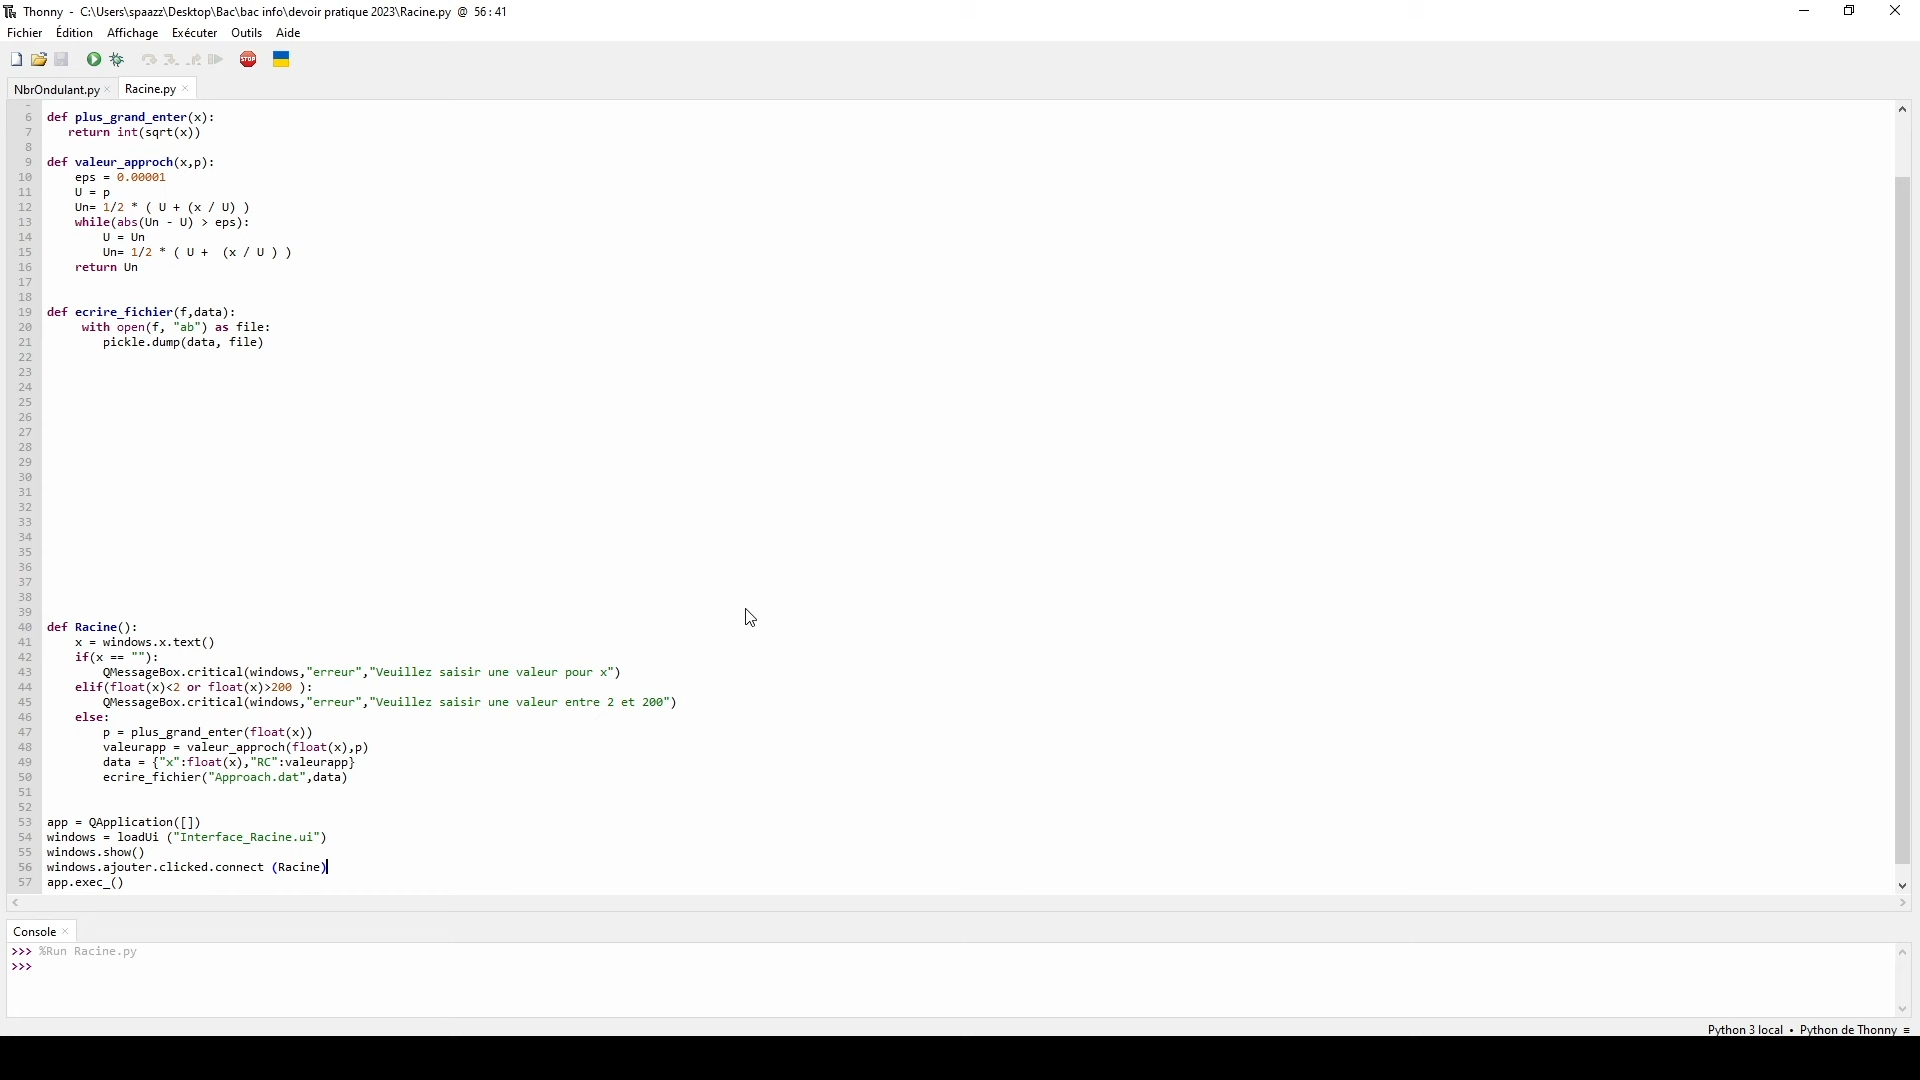 Thonny - C:\Users\spaazz\Desktop\Bac\bac info\devoir pratique 2023\Racine.py @ 56 : 41
Fichier Édition Affichage Exécuter Outils Aide
STOP
NbrOndulant.py × Racine.py ×
6 def plus_grand_enter(x):
7 return int(sqrt(x))
8
9 def valeur_approch(x,p):
10 eps = 0.00001
11 U = p
12 Un= 1/2 * ( U + (x / U) )
13 while(abs(Un - U) > eps):
14 U = Un
15 Un= 1/2 * ( U + (x / U ) )
16 return Un
17
18
19 def ecrire_fichier(f,data):
20 with open(f, "ab") as file:
21 pickle.dump(data, file)
22
23
24
25
26
27
28
29
30
31
32
33
34
35
36
37
38
39
40 def Racine():
41 x = windows.x.text()
42 if(x == ""):
43 QMessageBox.critical(windows,"erreur","Veuillez saisir une valeur pour x")
44 elif(float(x)<2 or float(x)>200 ):
45 QMessageBox.critical(windows,"erreur","Veuillez saisir une valeur entre 2 et 200")
46 else:
47 p = plus_grand_enter(float(x))
48 valeurapp = valeur_approch(float(x),p)
49 data = {"x":float(x),"RC":valeurapp}
50 ecrire_fichier("Approach.dat",data)
51
52
53 app = QApplication([])
54 windows = loadUi ("Interface_Racine.ui")
55 windows.show()
56 windows.ajouter.clicked.connect (Racine)
57 app.exec_()
Console ×
>>> %Run Racine.py
>>>
Python 3 local • Python de Thonny ≡